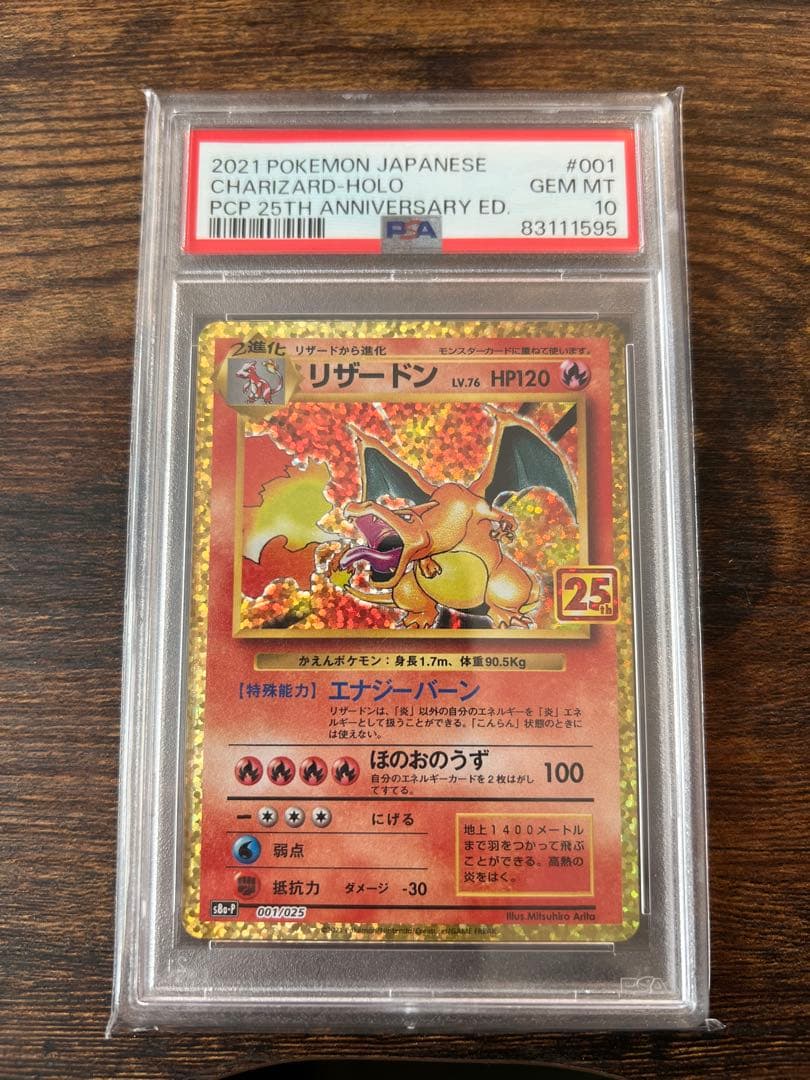 2021 POKEMON JAPANESE #001
CHARIZARD-HOLO GEM MT
PCP 25TH ANNIVERSARY ED. 10
PSA 83111595
2進化 リザードから進化 モンスターカードに重ねて使います。
リザードン LV.76 HP120
25th
かえんポケモン：身長1.7m、体重90.5Kg
【特殊能力】 エナジーバーン
リザードンは、「炎」以外の自分のエネルギーを「炎」エネ
ルギーとして扱うことができる。「こんらん」状態のときに
は使えない。
ほのおのうず 100
自分のエネルギーカードを2枚はがし
てすてる。
にげる
弱点
抵抗力 ダメージ -30
地上1400メートル
まで羽をつかって飛ぶ
ことができる。高熱の
炎をはく。
s8a-P 001/025 Illus.Mitsuhiro Arita
©2021 Pokémon/Nintendo/Creatures/GAME FREAK
PSA